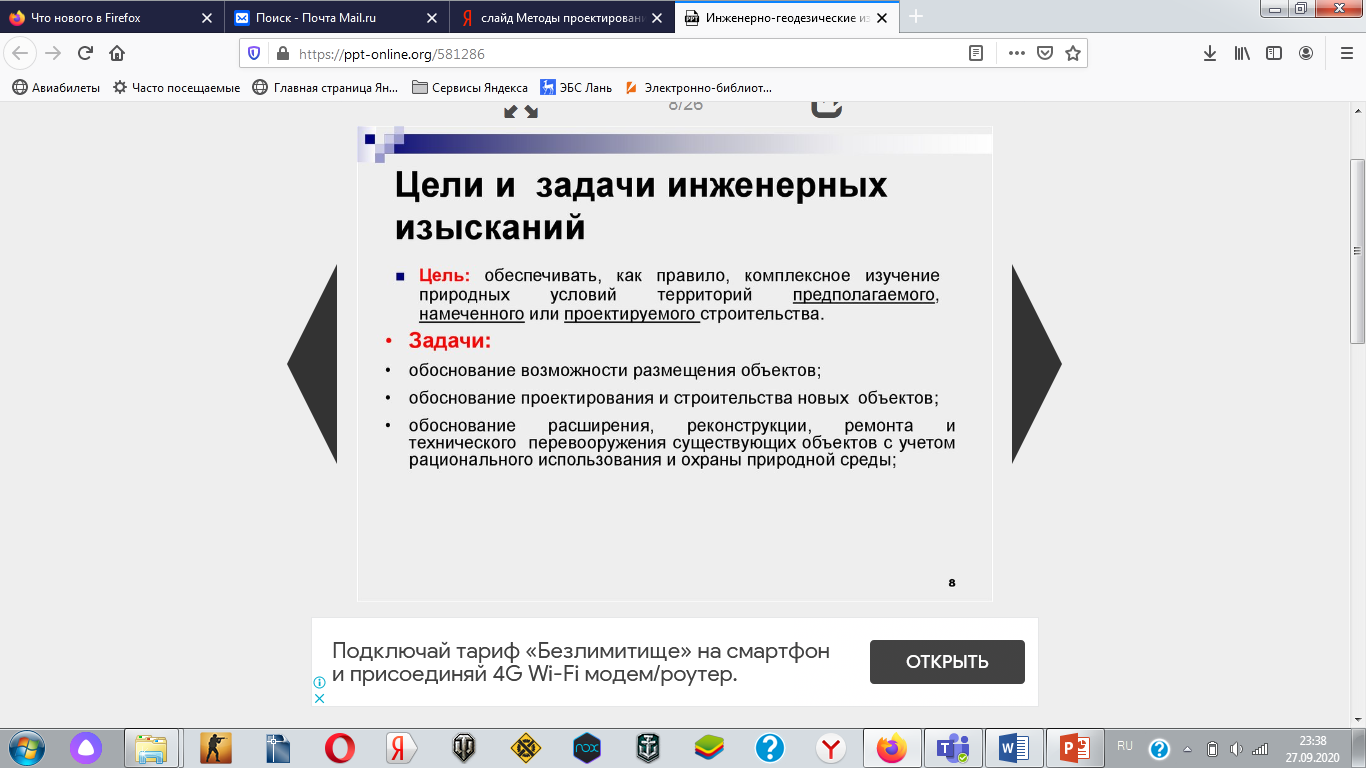 Что нового в Firefox
Поиск - Почта Mail.ru
слайд Методы проектировани
Инженерно-геодезические из
https://ppt-online.org/581286
Авиабилеты
Часто посещаемые
Главная страница Ян...
Сервисы Яндекса
ЭБС Лань
Электронно-библиот...
8/26
Цели и задачи инженерных
изысканий
Цель: обеспечивать, как правило, комплексное изучение
природных условий территорий предполагаемого,
намеченного или проектируемого строительства.
Задачи:
обоснование возможности размещения объектов;
обоснование проектирования и строительства новых объектов;
обоснование расширения, реконструкции, ремонта и
технического перевооружения существующих объектов с учетом
рационального использования и охраны природной среды;
8
Подключай тариф «Безлимитище» на смартфон
и присоединяй 4G Wi-Fi модем/роутер.
ОТКРЫТЬ
nox
RU
23:38
27.09.2020